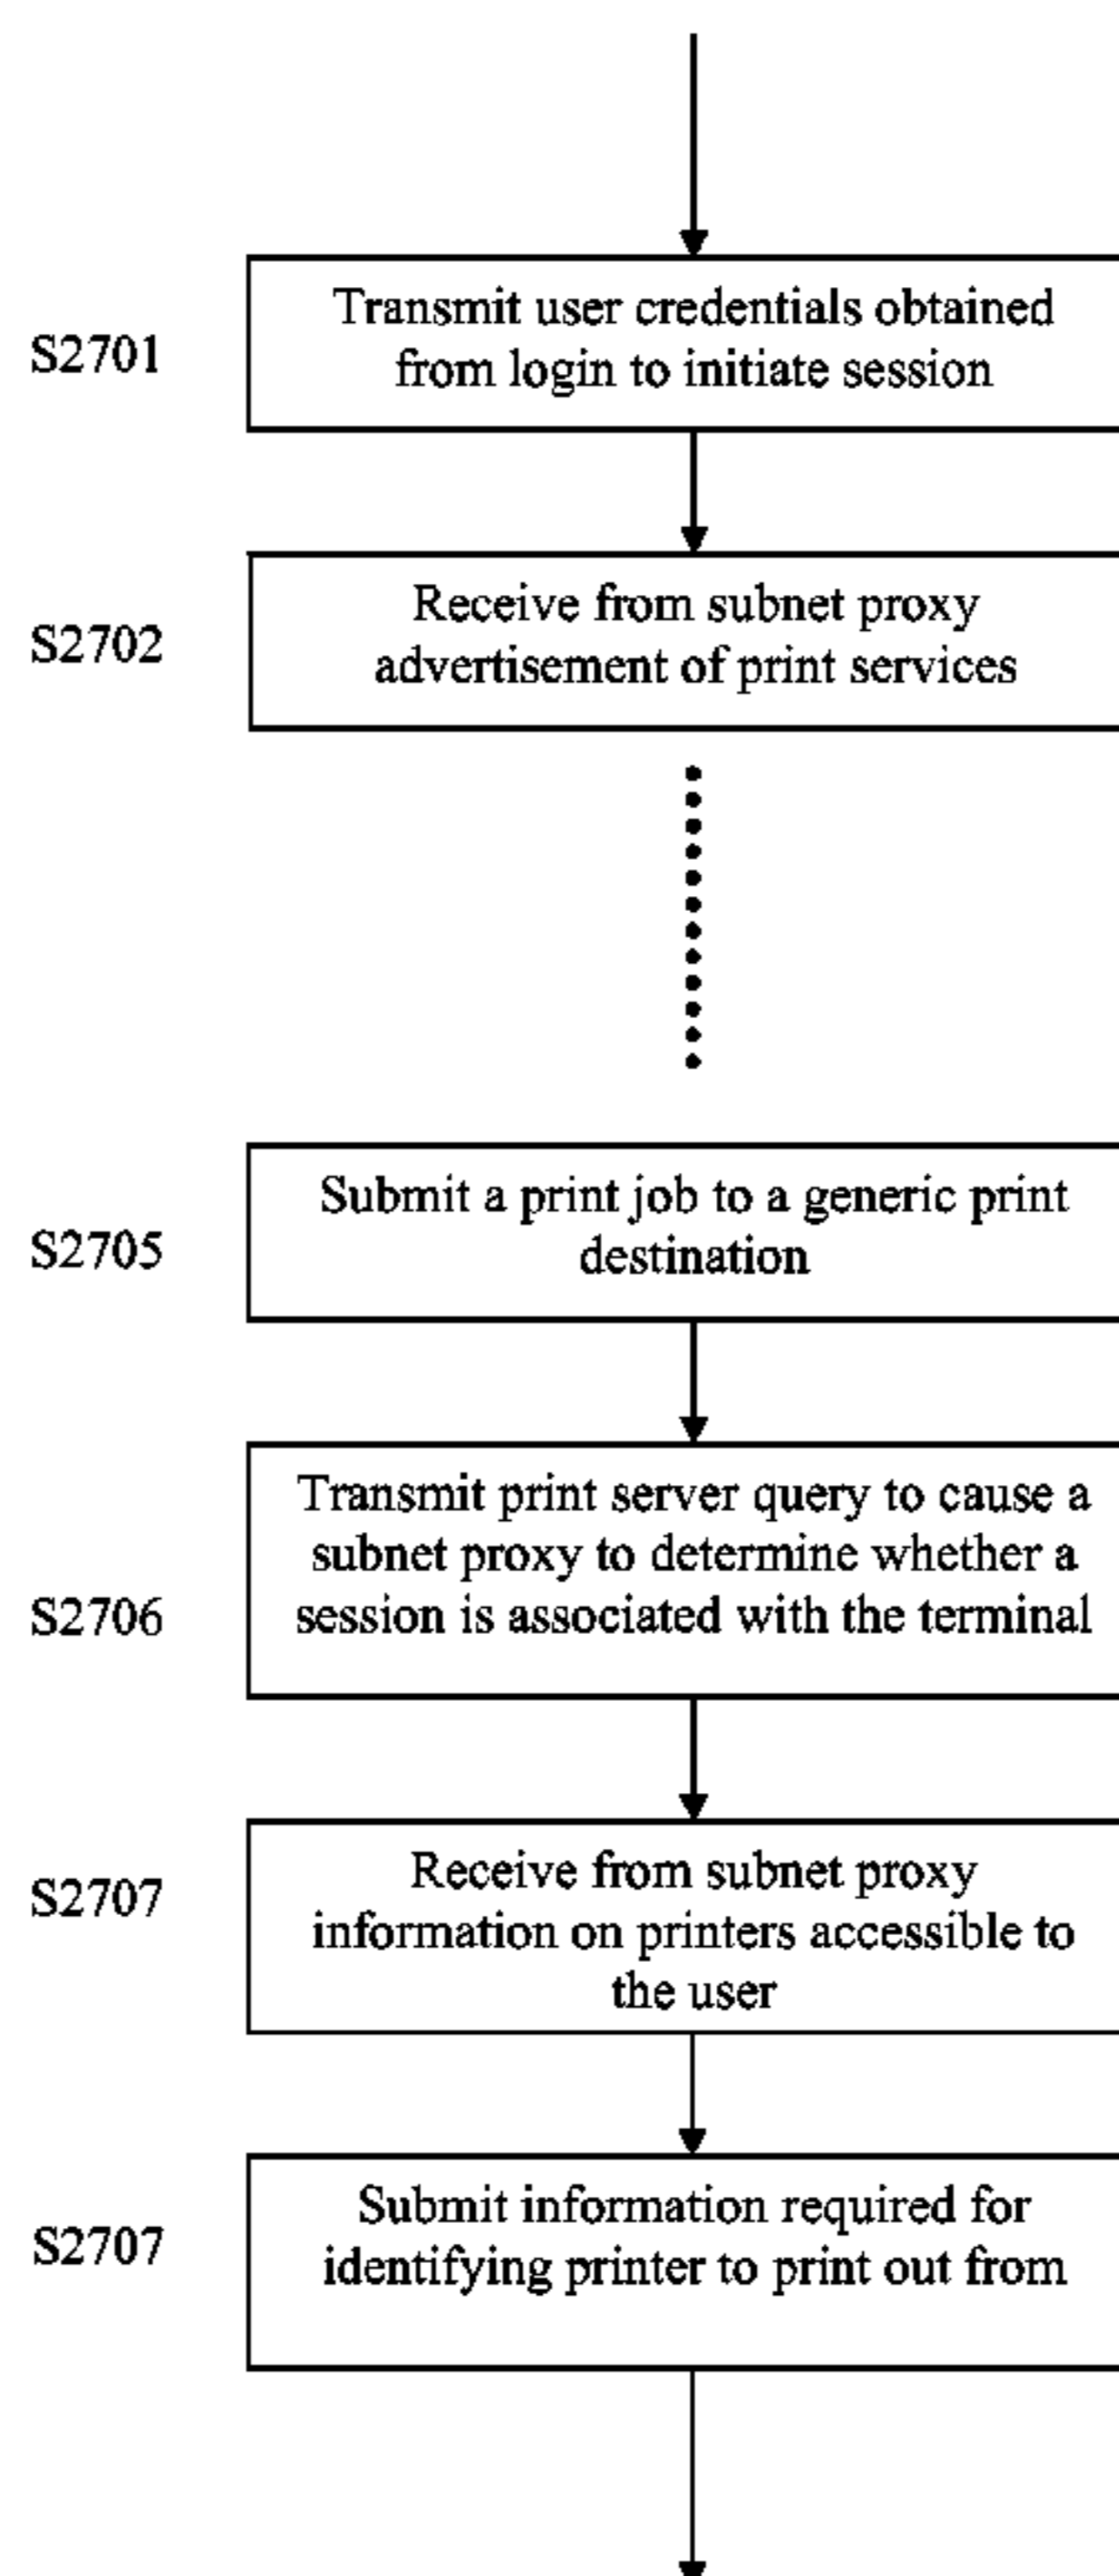 S2701
Transmit user credentials obtained
from login to initiate session
S2702
Receive from subnet proxy
advertisement of print services
S2705
Submit a print job to a generic print
destination
S2706
Transmit print server query to cause a
subnet proxy to determine whether a
session is associated with the terminal
S2707
Receive from subnet proxy
information on printers accessible to
the user
S2707
Submit information required for
identifying printer to print out from